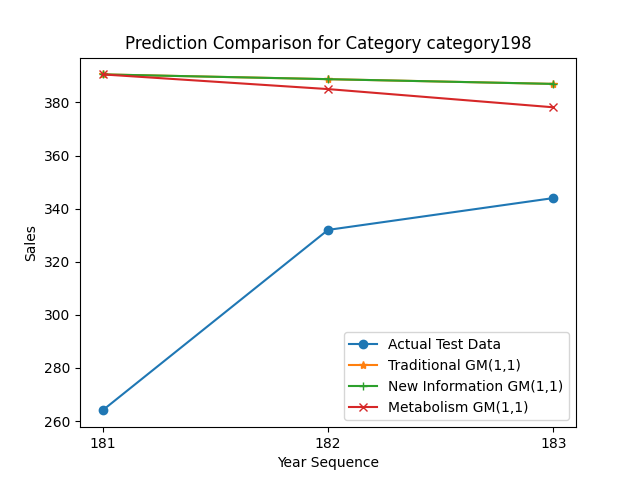 Prediction Comparison for Category category198
Sales
380
360
340
320
300
280
260
181
182
183
Year Sequence
Actual Test Data
Traditional GM(1,1)
New Information GM(1,1)
Metabolism GM(1,1)